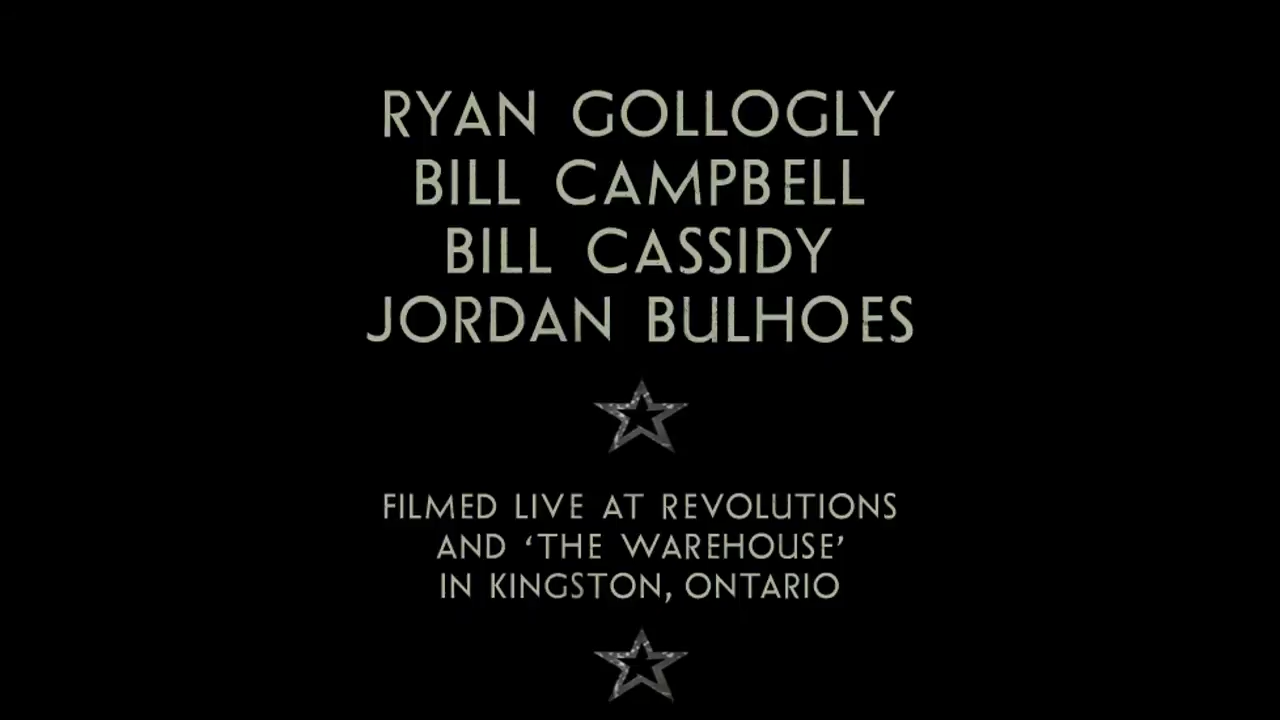 RYAN GOLLOGLY
BILL CAMPBELL
BILL CASSIDY
JORDAN BULHOES
FILMED LIVE AT REVOLUTIONS
AND ‘THE WAREHOUSE’
IN KINGSTON, ONTARIO